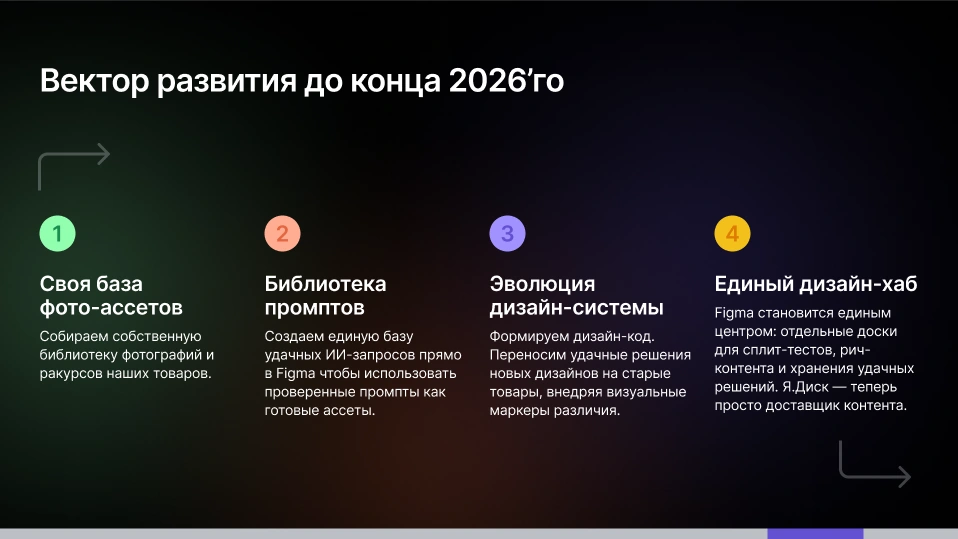 Вектор развития до конца 2026’го
1
Своя база
фото-ассетов
Собираем собственную
библиотеку фотографий и
ракурсов наших товаров.
2
Библиотека
промптов
Создаем единую базу
удачных ИИ-запросов прямо
в Figma чтобы использовать
проверенные промпты как
готовые ассеты.
3
Эволюция
дизайн-системы
Формируем дизайн-код.
Переносим удачные решения
новых дизайнов на старые
товары, внедряя визуальные
маркеры различия.
4
Единый дизайн-хаб
Figma становится единым
центром: отдельные доски
для сплит-тестов, рич-
контента и хранения удачных
решений. Я.Диск — теперь
просто доставщик контента.